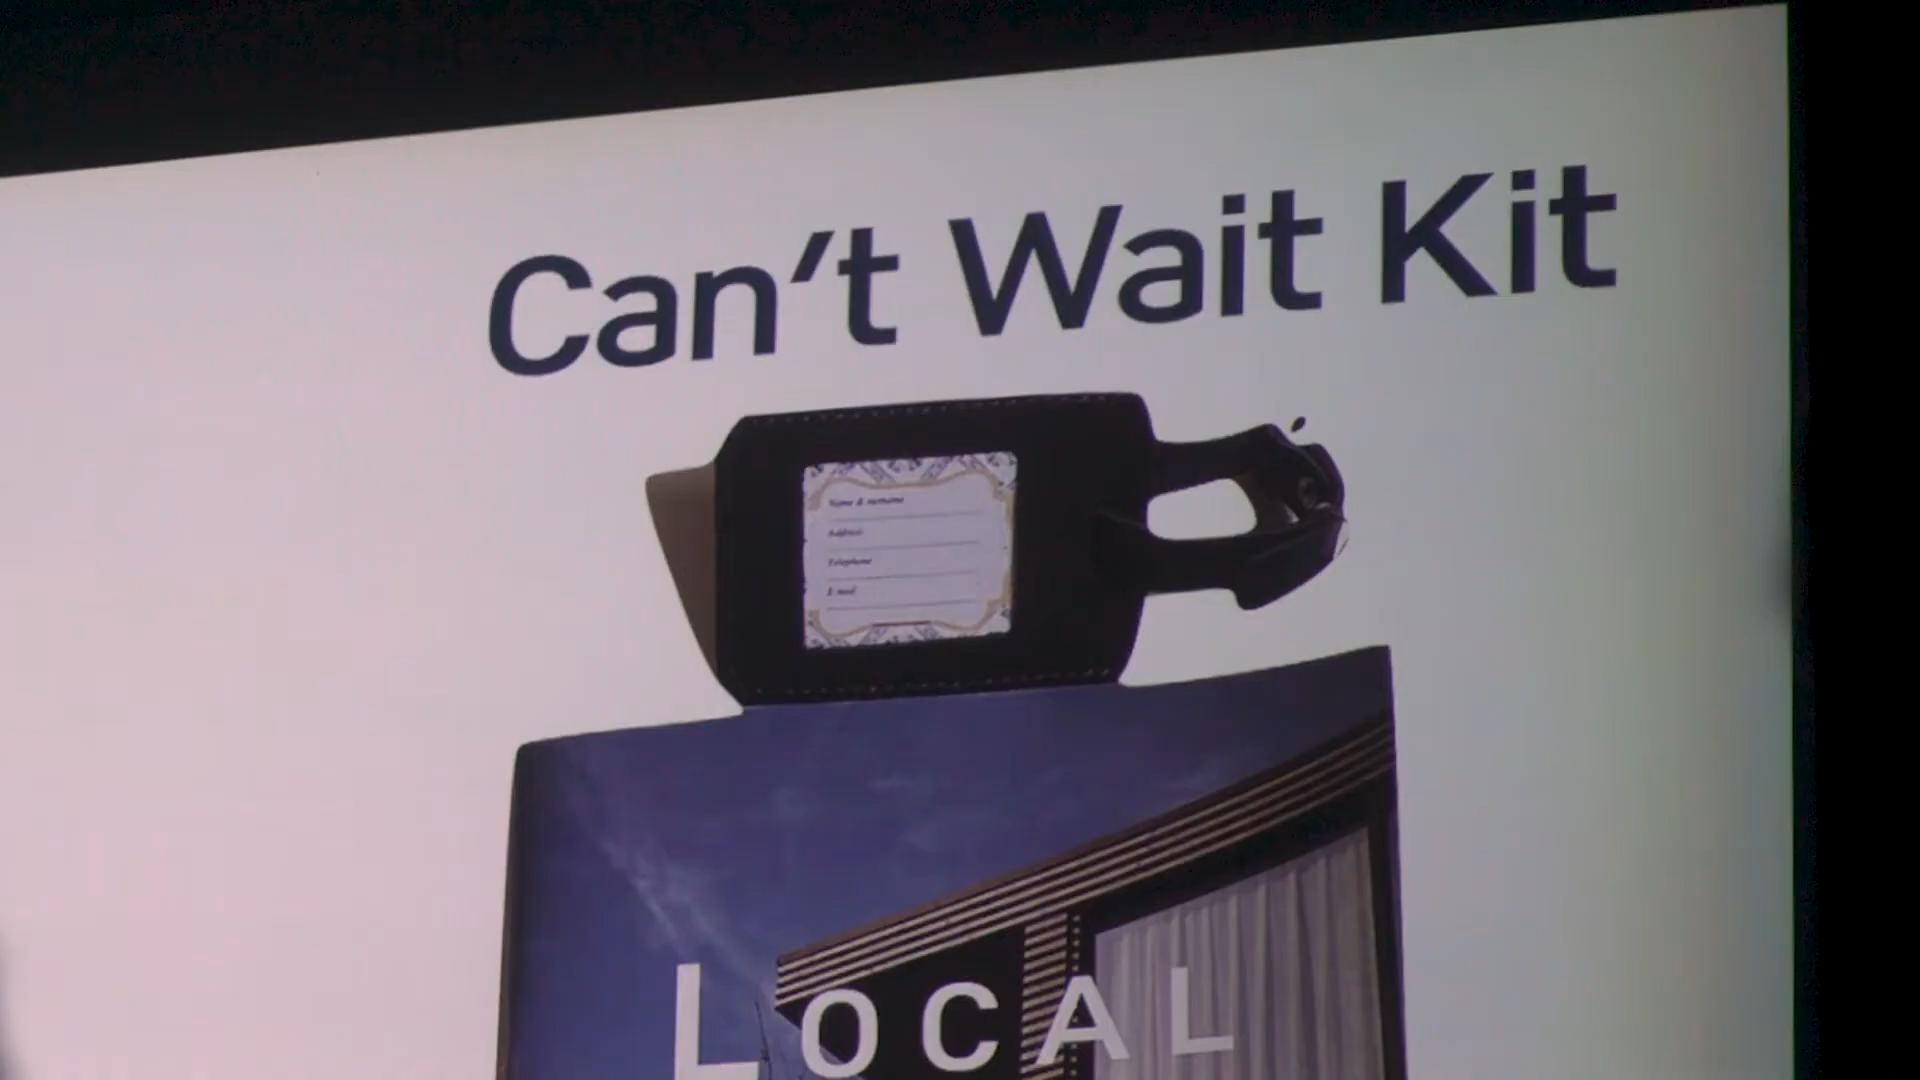 Can't Wait Kit
Name & surname
Address
Telephone
E-mail
LOCAL